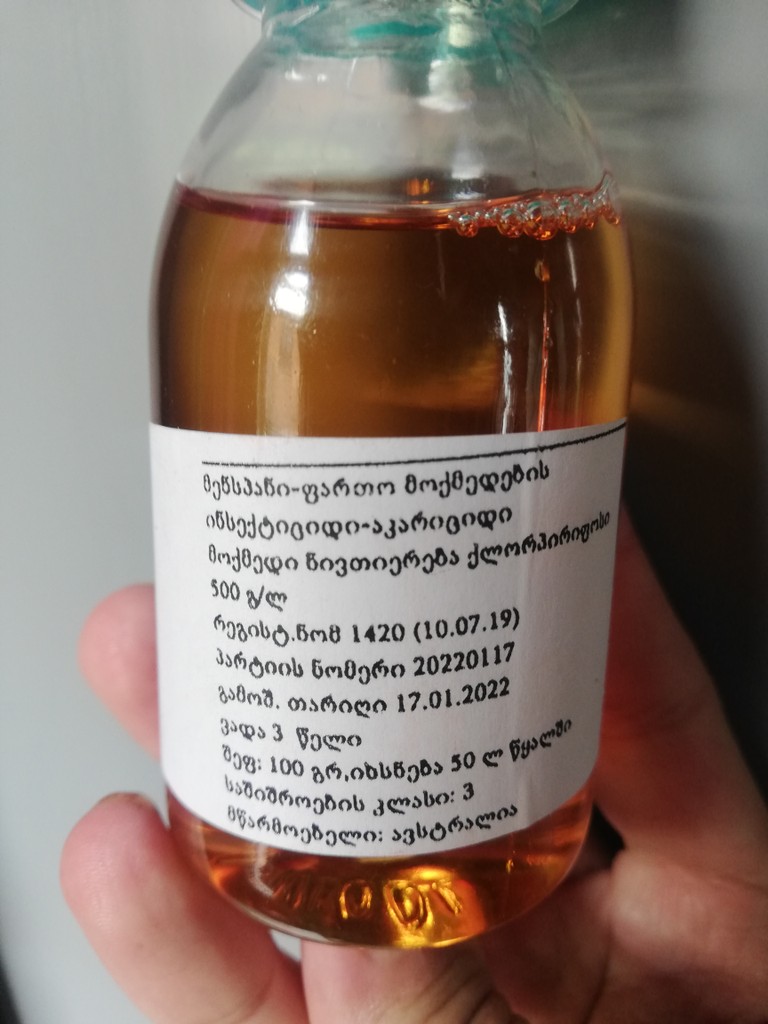 მენსპანი-ფართო მოქმედების
ინსექტიციდი-აკარიციდი
მოქმედი ნივთიერება ქლორპირიფოსი
500 გ/ლ
რეგისტ.ნომ 1420 (10.07.19)
პარტიის ნომერი 20220117
გამოშ. თარიღი 17.01.2022
ვადა 3 წელი
შეფ: 100 გრ,იხსნება 50 ლ წყალში
საშიშროების კლასი: 3
მწარმოებელი: ავსტრალია